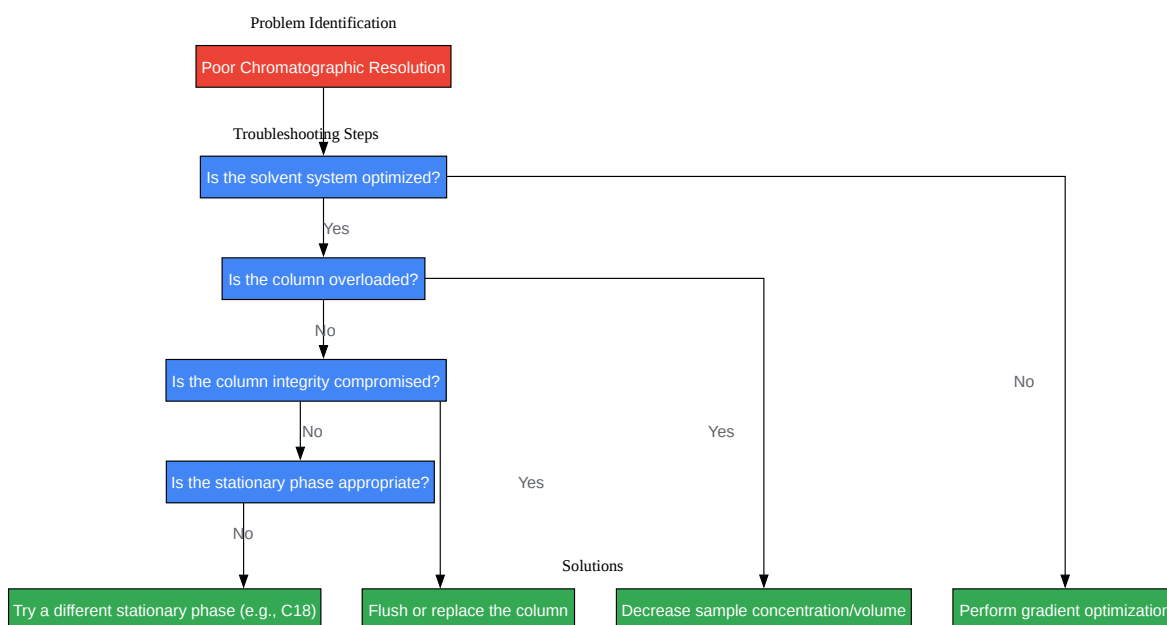 Problem Identification
Poor Chromatographic Resolution
Troubleshooting Steps
Is the solvent system optimized?
Yes
Is the column overloaded?
No
Is the column integrity compromised?
No
No
Yes
Yes
Is the stationary phase appropriate?
No
Solutions
Try a different stationary phase (e.g., C18)
Flush or replace the column
Decrease sample concentration/volume
Perform gradient optimization